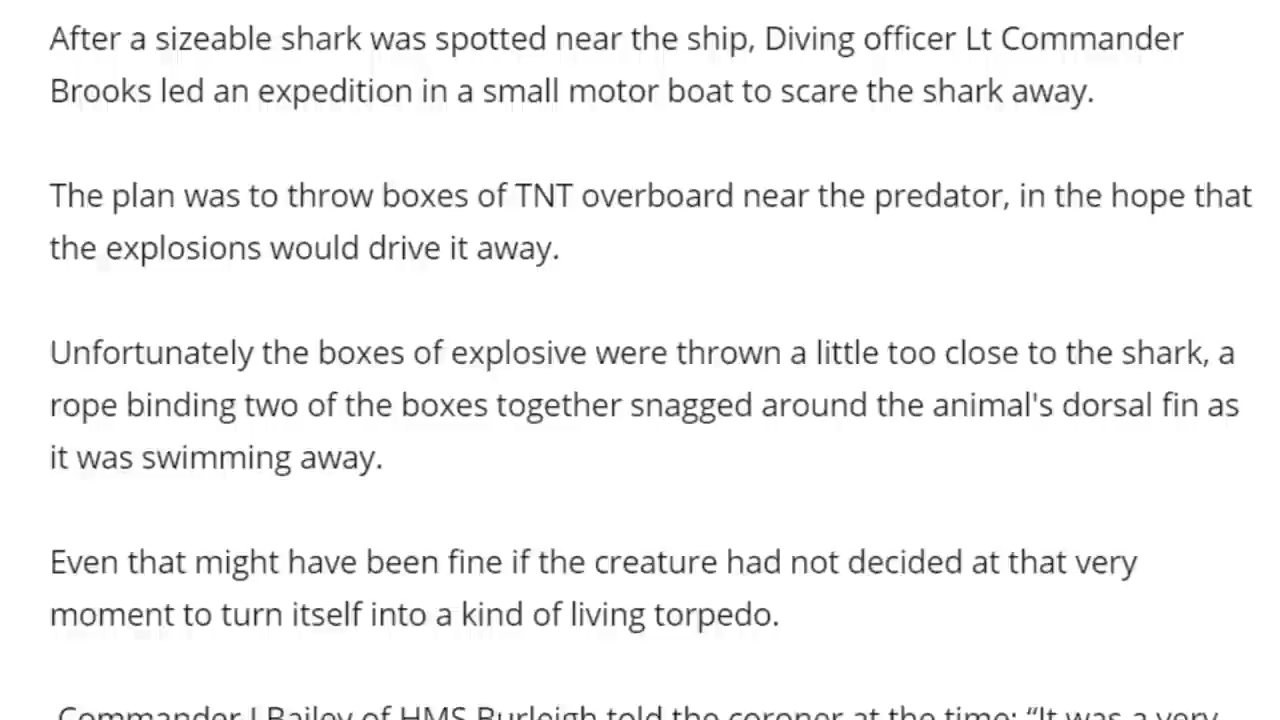 After a sizeable shark was spotted near the ship, Diving officer Lt Commander
Brooks led an expedition in a small motor boat to scare the shark away.
The plan was to throw boxes of TNT overboard near the predator, in the hope that
the explosions would drive it away.
Unfortunately the boxes of explosive were thrown a little too close to the shark, a
rope binding two of the boxes together snagged around the animal's dorsal fin as
it was swimming away.
Even that might have been fine if the creature had not decided at that very
moment to turn itself into a kind of living torpedo.
Commander J Bailey of HMS Burleigh told the coroner at the time: “It was a very